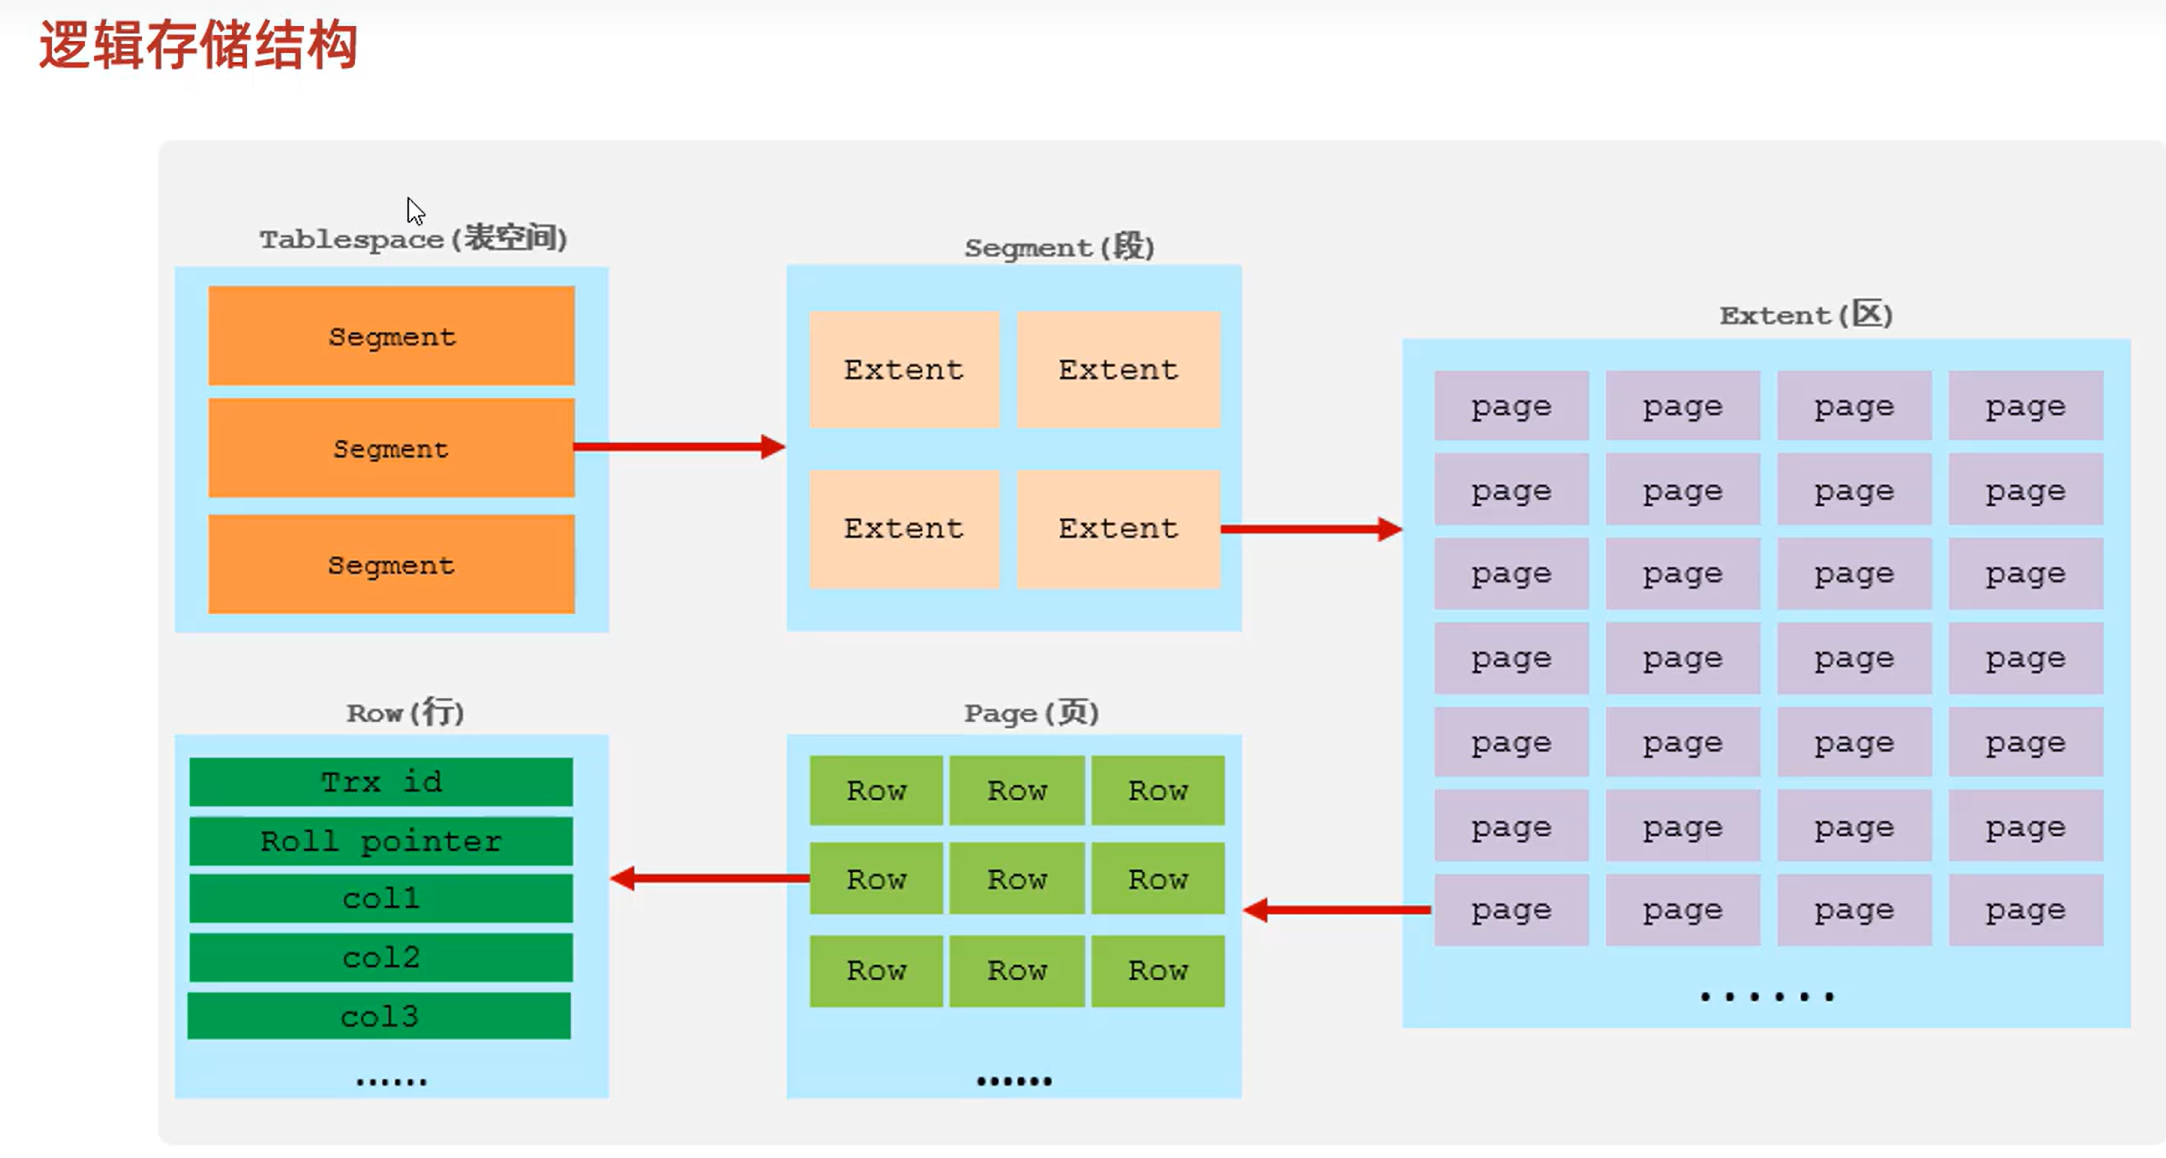 逻辑存储结构
Tablespace(表空间)
Segment
Segment
Segment
Segment(段)
Extent Extent
Extent Extent
Extent(区)
page page page page
page page page page
page page page page
page page page page
page page page page
page page page page
page page page page
......
Row(行)
Trx id
Roll pointer
col1
col2
col3
......
Page(页)
Row Row Row
Row Row Row
Row Row Row
......